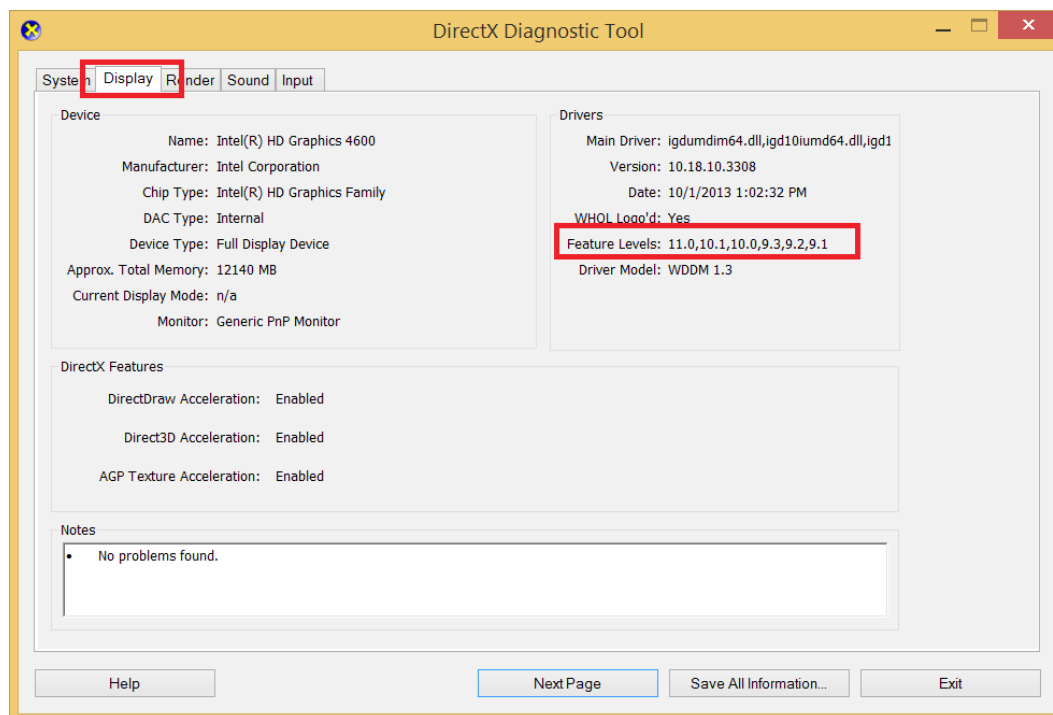 DirectX Diagnostic Tool
System Display Render Sound Input
Device
Name: Intel(R) HD Graphics 4600
Manufacturer: Intel Corporation
Chip Type: Intel(R) HD Graphics Family
DAC Type: Internal
Device Type: Full Display Device
Approx. Total Memory: 12140 MB
Current Display Mode: n/a
Monitor: Generic PnP Monitor
Drivers
Main Driver: igdumdim64.dll,igd10iumd64.dll,igd1
Version: 10.18.10.3308
Date: 10/1/2013 1:02:32 PM
WHQL Logo'd: Yes
Feature Levels: 11.0,10.1,10.0,9.3,9.2,9.1
Driver Model: WDDM 1.3
DirectX Features
DirectDraw Acceleration: Enabled
Direct3D Acceleration: Enabled
AGP Texture Acceleration: Enabled
Notes
• No problems found.
Help Next Page Save All Information... Exit